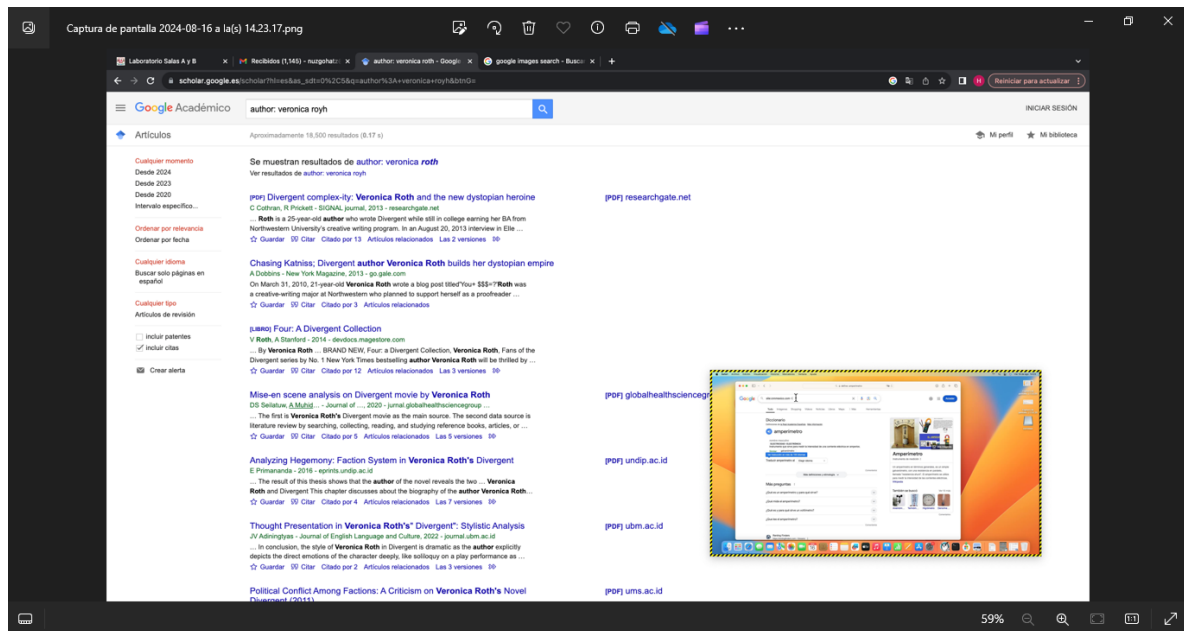 Captura de pantalla 2024-08-16 a la(s) 14.23.17.png
Laboratorio Salas A y B
Recibidos (1,145) - nuzgohatz
author: veronica roth - Google
google images search - Buscar
scholar.google.es/scholar?hl=es&as_sdt=0%2C5&q=author%3A+veronica+royh&btnG=
Reiniciar para actualizar
Google Académico
author: veronica royh
INICIAR SESIÓN
Artículos
Aproximadamente 18,500 resultados (0.17 s)
Mi perfil
Mi biblioteca
Cualquier momento
Desde 2024
Desde 2023
Desde 2020
Intervalo específico...
Ordenar por relevancia
Ordenar por fecha
Cualquier idioma
Buscar solo páginas en
español
Cualquier tipo
Artículos de revisión
incluir patentes
incluir citas
Crear alerta
Se muestran resultados de author: veronica roth
Ver resultados de author: veronica royh
[PDF] Divergent complex-ity: Veronica Roth and the new dystopian heroine
[PDF] researchgate.net
C Cothran, R Prickett - SIGNAL journal, 2013 - researchgate.net
... Roth is a 25-year-old author who wrote Divergent while still in college earning her BA from
Northwestern University's creative writing program. In an August 20, 2013 interview in Elle ...
Guardar Citar Citado por 13 Artículos relacionados Las 2 versiones
Chasing Katniss; Divergent author Veronica Roth builds her dystopian empire
A Dobbins - New York Magazine, 2013 - go.gale.com
On March 31, 2010, 21-year-old Veronica Roth wrote a blog post titled'You+ $$$=?'Roth was
a creative-writing major at Northwestern who planned to support herself as a proofreader ...
Guardar Citar Citado por 3 Artículos relacionados
[LIBRO] Four: A Divergent Collection
V Roth, A Stanford - 2014 - devdocs.magestore.com
... By Veronica Roth ... BRAND NEW, Four: a Divergent Collection, Veronica Roth, Fans of the
Divergent series by No. 1 New York Times bestselling author Veronica Roth will be thrilled by ...
Guardar Citar Citado por 12 Artículos relacionados Las 3 versiones
Mise-en scene analysis on Divergent movie by Veronica Roth
[PDF] globalhealthsciencegr
DS Seilatuw, A Muhid... - Journal of ..., 2020 - jurnal.globalhealthsciencegroup ...
... The first is Veronica Roth's Divergent movie as the main source. The second data source is
literature review by searching, collecting, reading, and studying reference books, articles, or ...
Guardar Citar Citado por 5 Artículos relacionados Las 5 versiones
Analyzing Hegemony: Faction System in Veronica Roth's Divergent
[PDF] undip.ac.id
E Primananda - 2016 - eprints.undip.ac.id
... The result of this thesis shows that the author of the novel reveals the two ... Veronica
Roth and Divergent This chapter discusses about the biography of the author Veronica Roth...
Guardar Citar Citado por 4 Artículos relacionados Las 7 versiones
Thought Presentation in Veronica Roth's" Divergent": Stylistic Analysis
[PDF] ubm.ac.id
JV Adiningtyas - Journal of English Language and Culture, 2022 - journal.ubm.ac.id
... In conclusion, the style of Veronica Roth in Divergent is dramatic as the author explicitly
depicts the direct emotions of the character deeply, like soliloquy on a play performance as ...
Guardar Citar Citado por 2 Artículos relacionados Las 3 versiones
Political Conflict Among Factions: A Criticism on Veronica Roth's Novel
Divergent (2011)
[PDF] ums.ac.id
Google
Diccionario
amperímetro
Más preguntas
59%